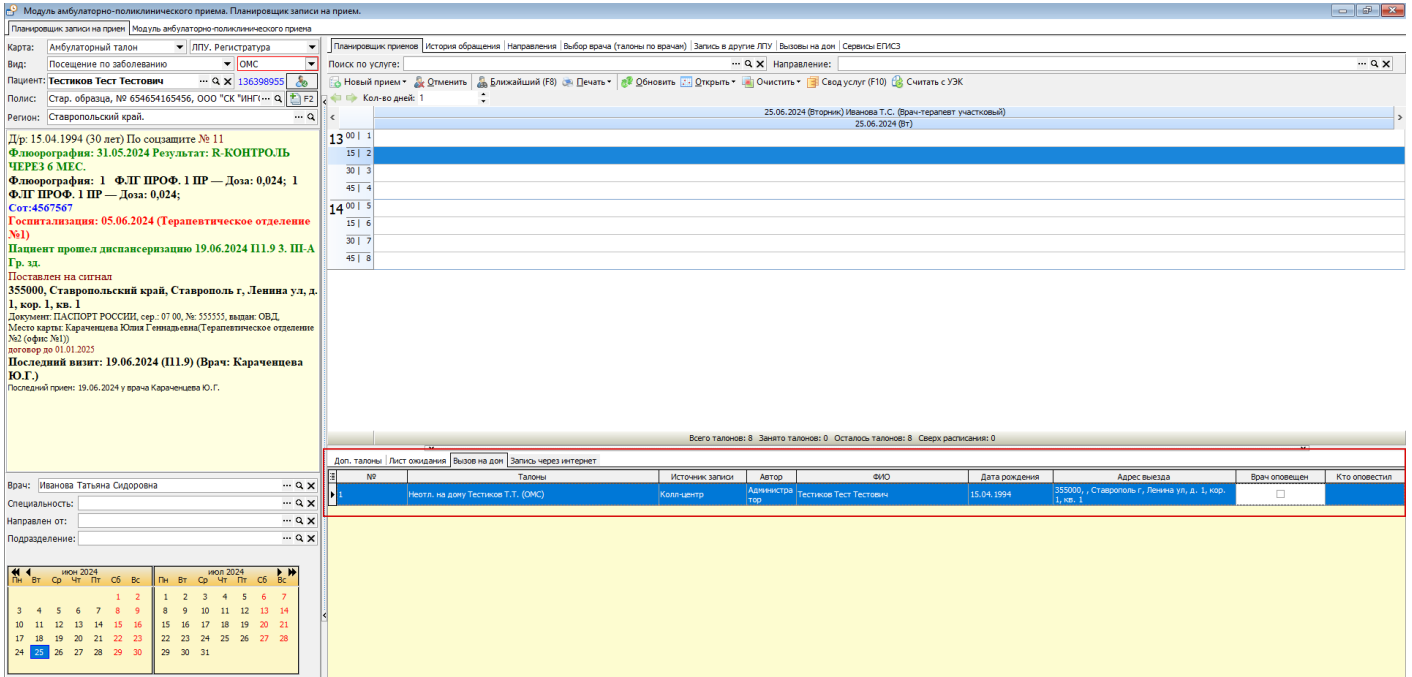 Модуль амбулаторно-поликлинического приема. Планировщик записи на прием.
Планировщик записи на прием Модуль амбулаторно-поликлинического приема
Карта: Амбулаторный талон ЛПУ. Регистратура
Вид: Посещение по заболеванию ОМС
Пациент: Тестиков Тест Тестович 136398955
Полис: Стар. образца, № 654654165456, ООО "СК "ИНГ F2
Регион: Ставропольский край.
Д/р: 15.04.1994 (30 лет) По соцзащите № 11
Флюорография: 31.05.2024 Результат: R-КОНТРОЛЬ
ЧЕРЕЗ 6 МЕС.
Флюорография: 1 ФЛГ ПРОФ. 1 ПР — Доза: 0,024; 1
ФЛГ ПРОФ. 1 ПР — Доза: 0,024;
Сот:4567567
Госпитализация: 05.06.2024 (Терапевтическое отделение
№1)
Пациент прошел диспансеризацию 19.06.2024 П11.9 3. III-А
Гр. зд.
Поставлен на сигнал
355000, Ставропольский край, Ставрополь г, Ленина ул, д.
1, кор. 1, кв. 1
Документ: ПАСПОРТ РОССИИ, сер.: 07 00, №: 555555, выдан: ОВД,
Место карты: Караченцева Юлия Геннадьевна(Терапевтическое отделение
№2 (офис №1))
договор до 01.01.2025
Последний визит: 19.06.2024 (П11.9) (Врач: Караченцева
Ю.Г.)
Последний прием: 19.06.2024 у врача Караченцева Ю.Г.
Врач: Иванова Татьяна Сидоровна
Специальность:
Направлен от:
Подразделение:
июн 2024 июл 2024
Пн Вт Ср Чт Пт Сб Вс Пн Вт Ср Чт Пт Сб Вс
1 2 1 2 3 4 5 6 7
3 4 5 6 7 8 9 8 9 10 11 12 13 14
10 11 12 13 14 15 16 15 16 17 18 19 20 21
17 18 19 20 21 22 23 22 23 24 25 26 27 28
24 25 26 27 28 29 30 29 30 31
Планировщик приемов История обращения Направления Выбор врача (талоны по врачам) Запись в другие ЛПУ Вызовы на дом Сервисы ЕГИСЗ
Поиск по услуге: Направление:
Новый прием Отменить Ближайший (F8) Печать Обновить Открыть Очистить Свод услуг (F10) Считать с УЭК
Кол-во дней: 1
25.06.2024 (Вторник) Иванова Т.С. (Врач-терапевт участковый)
25.06.2024 (Вт)
13 00 | 1
15 | 2
30 | 3
45 | 4
14 00 | 5
15 | 6
30 | 7
45 | 8
Всего талонов: 8 Занято талонов: 0 Осталось талонов: 8 Сверх расписания: 0
Доп. талоны Лист ожидания Вызов на дом Запись через интернет
№ Талоны Источник записи Автор ФИО Дата рождения Адрес выезда Врач оповещен Кто оповестил
1 Неотл. на дому Тестиков Т.Т. (ОМС) Колл-центр Администра тор Тестиков Тест Тестович 15.04.1994 355000, , Ставрополь г, Ленина ул, д. 1, кор. 1, кв. 1